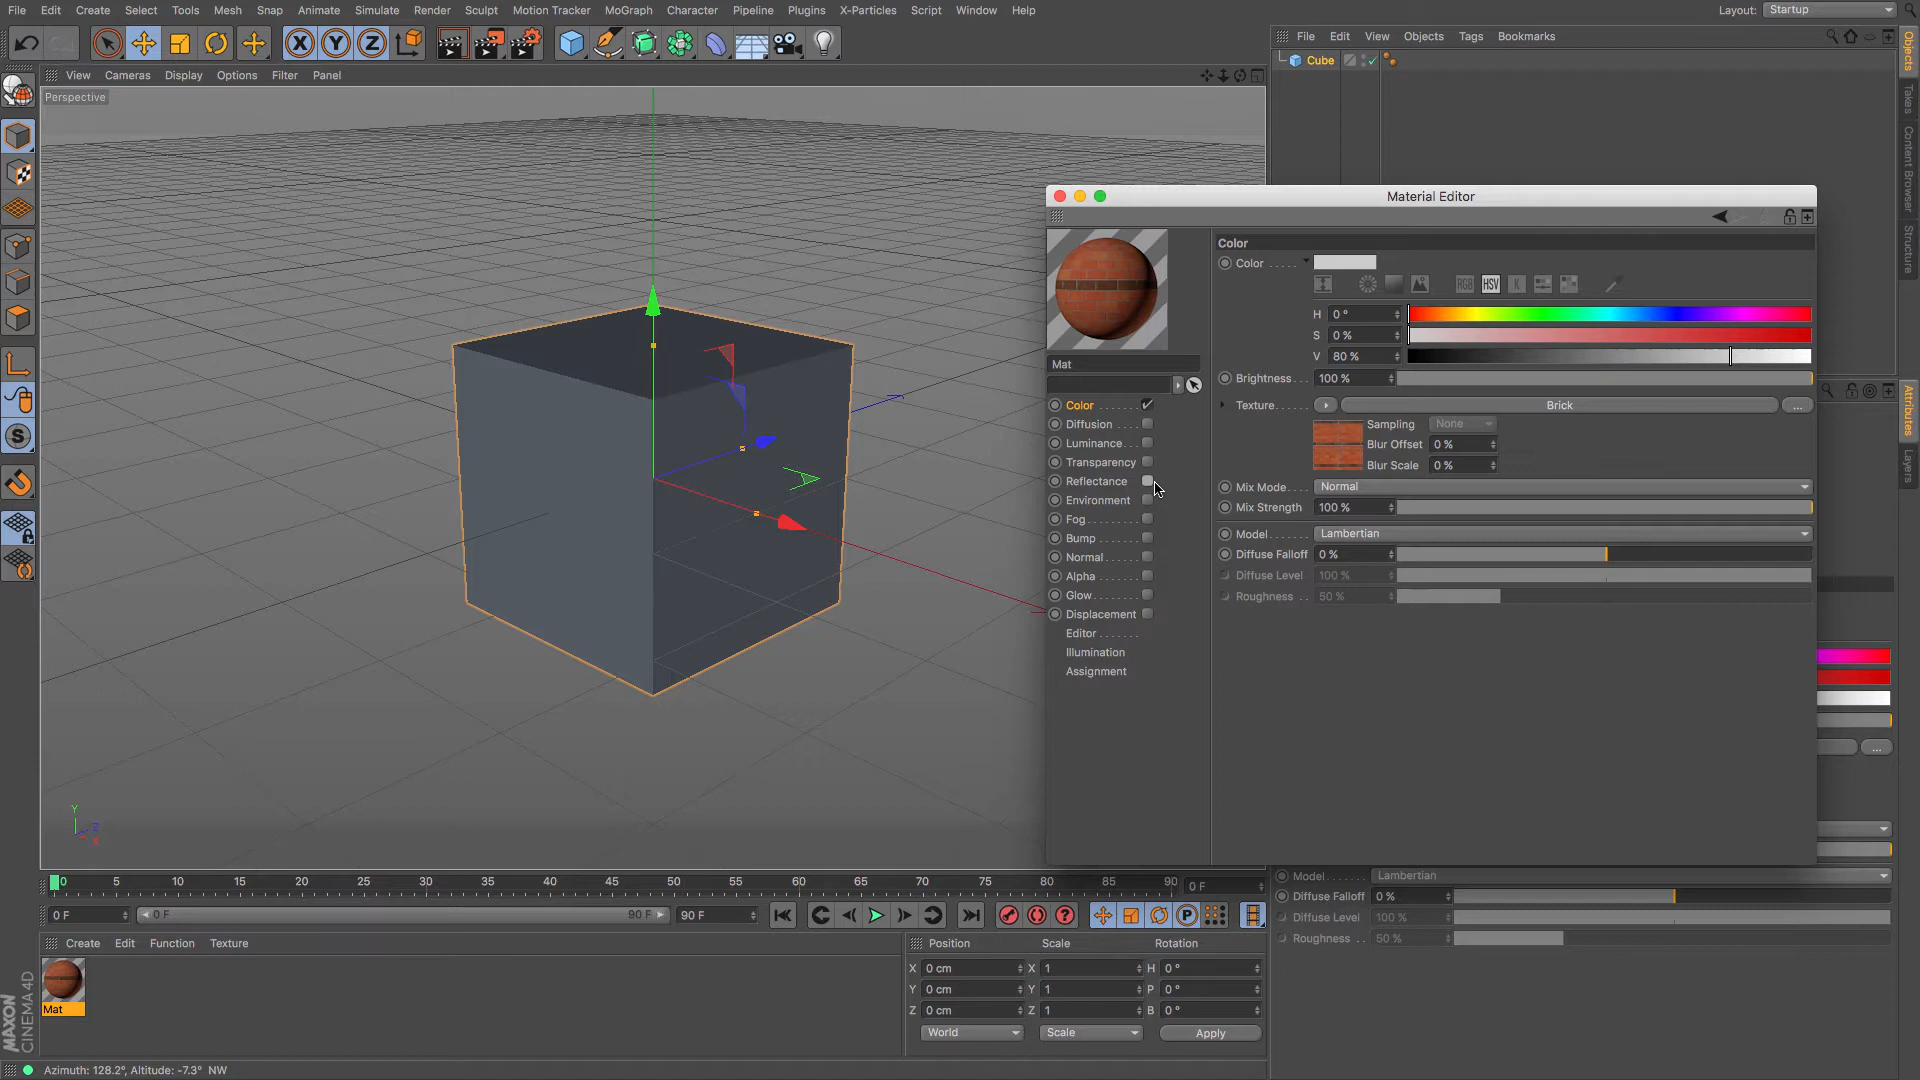 File Edit Create Select Tools Mesh Snap Animate Simulate Render Sculpt Motion Tracker MoGraph Character Pipeline Plugins X-Particles Script Window Help Layout: Startup
File Edit View Objects Tags Bookmarks
Cube
View Cameras Display Options Filter Panel
Perspective
Material Editor
Color
Color
RGB HSV K
H 0 °
S 0 %
V 80 %
Brightness 100 %
Texture Brick ...
Sampling None
Blur Offset 0 %
Blur Scale 0 %
Mix Mode Normal
Mix Strength 100 %
Model Lambertian
Diffuse Falloff 0 %
Diffuse Level 100 %
Roughness 50 %
Mat
Color
Diffusion
Luminance
Transparency
Reflectance
Environment
Fog
Bump
Normal
Alpha
Glow
Displacement
Editor
Illumination
Assignment
Objects
Takes
Content Browser
Structure
Attributes
Layers
...
Model Lambertian
Diffuse Falloff 0 %
Diffuse Level 100 %
Roughness 50 %
X Y Z
S
Y Z X
0 5 10 15 20 25 30 35 40 45 50 55 60 65 70 75 80 85 90 0 F
0 F 0 F 90 F 90 F
P
Create Edit Function Texture
Mat
Position Scale Rotation
X 0 cm X 1 H 0 °
Y 0 cm Y 1 P 0 °
Z 0 cm Z 1 B 0 °
World Scale Apply
MAXON
CINEMA 4D
Azimuth: 128.2°, Altitude: -7.3° NW